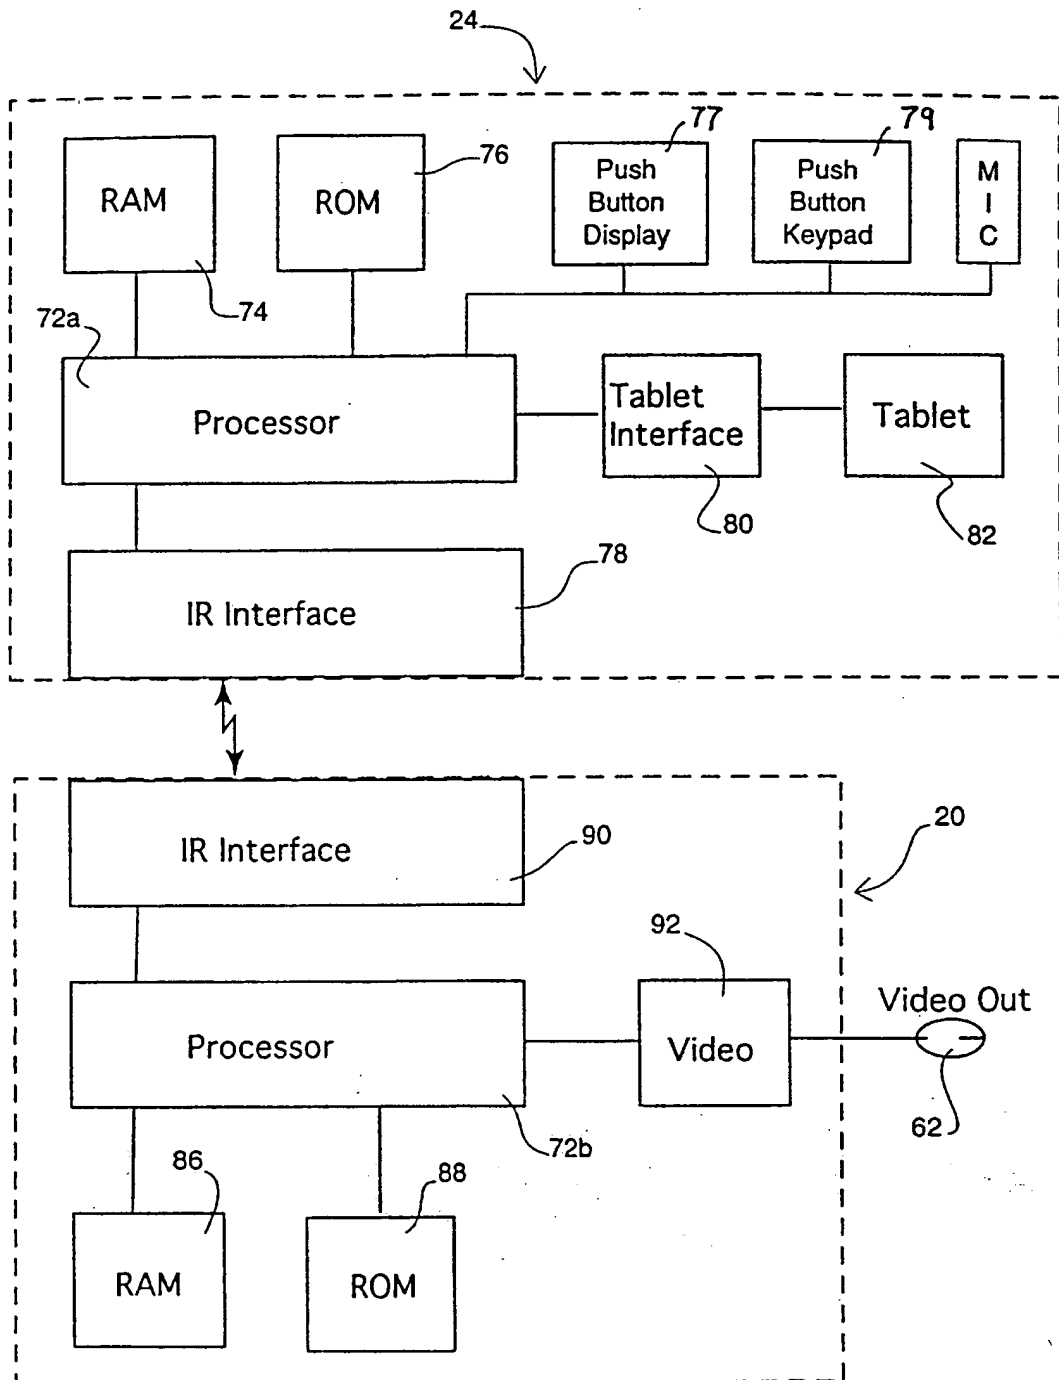 24
77
79
76
RAM
ROM
Push
Button
Display
Push
Button
Keypad
M
I
C
74
72a
Processor
Tablet
Interface
Tablet
80
82
78
IR Interface
IR Interface
90
20
92
Video Out
Processor
Video
62
72b
86
88
RAM
ROM